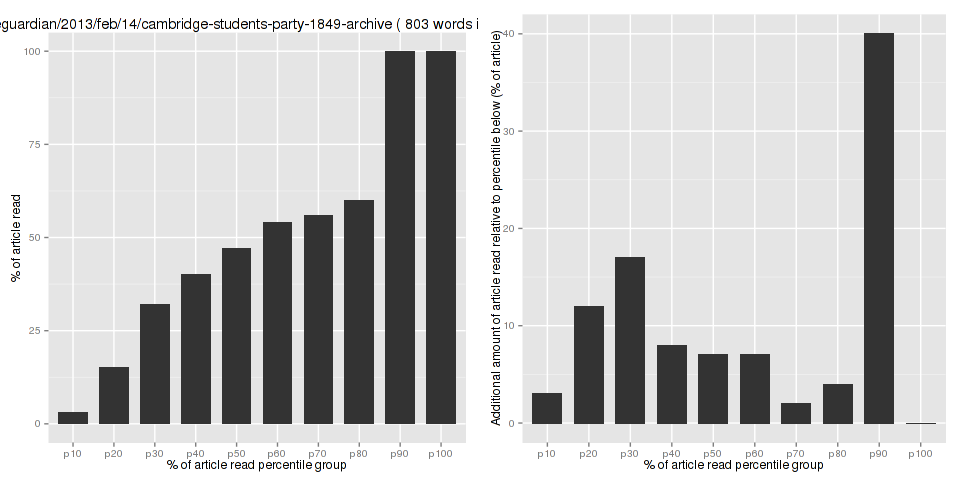 eguardian/2013/feb/14/cambridge-students-party-1849-archive ( 803 words i
100
75
50
25
0
% of article read
p10 p20 p30 p40 p50 p60 p70 p80 p90 p100
% of article read percentile group
40
30
20
10
0
Additional amount of article read relative to percentile below (% of article)
p10 p20 p30 p40 p50 p60 p70 p80 p90 p100
% of article read percentile group